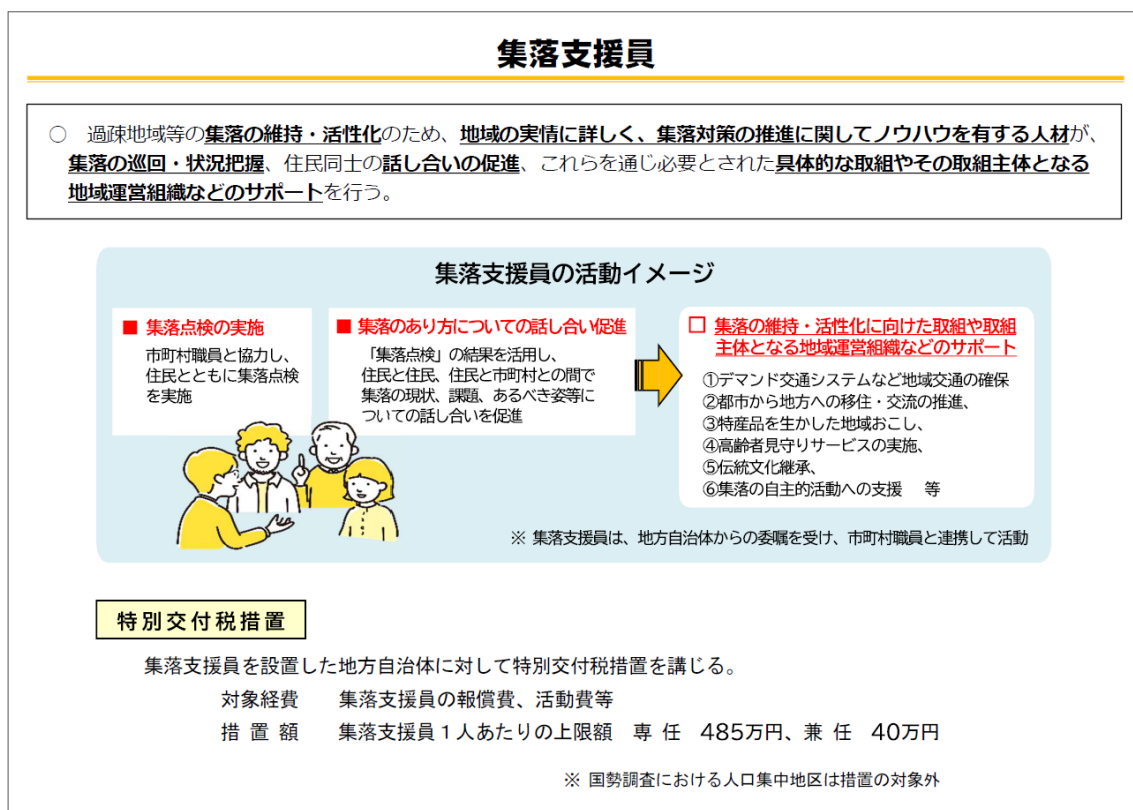 集落支援員
○ 過疎地域等の集落の維持・活性化のため、地域の実情に詳しく、集落対策の推進に関してノウハウを有する人材が、
集落の巡回・状況把握、住民同士の話し合いの促進、これらを通じ必要とされた具体的な取組やその取組主体となる
地域運営組織などのサポートを行う。
集落支援員の活動イメージ
■ 集落点検の実施
市町村職員と協力し、
住民とともに集落点検
を実施
■ 集落のあり方についての話し合い促進
「集落点検」の結果を活用し、
住民と住民、住民と市町村との間で
集落の現状、課題、あるべき姿等に
ついての話し合いを促進
□ 集落の維持・活性化に向けた取組や取組
主体となる地域運営組織などのサポート
①デマンド交通システムなど地域交通の確保
②都市から地方への移住・交流の推進、
③特産品を生かした地域おこし、
④高齢者見守りサービスの実施、
⑤伝統文化継承、
⑥集落の自主的活動への支援 等
※ 集落支援員は、地方自治体からの委嘱を受け、市町村職員と連携して活動
特別交付税措置
集落支援員を設置した地方自治体に対して特別交付税措置を講じる。
対象経費 集落支援員の報償費、活動費等
措置額 集落支援員1人あたりの上限額 専任 485万円、兼任 40万円
※ 国勢調査における人口集中地区は措置の対象外